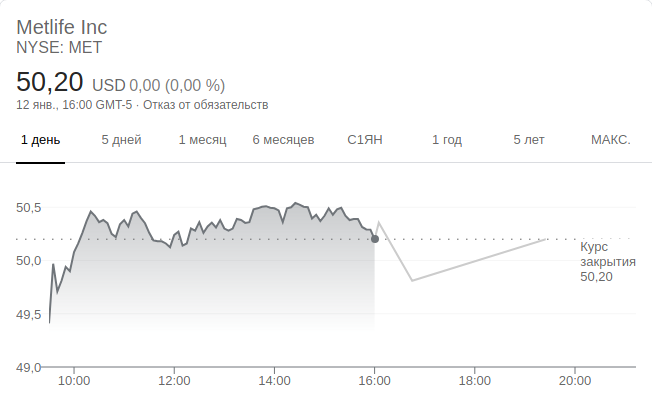 Metlife Inc
NYSE: MET
50,20 USD 0,00 (0,00 %)
12 янв., 16:00 GMT-5 · Отказ от обязательств
1 день 5 дней 1 месяц 6 месяцев С1ЯН 1 год 5 лет МАКС.
50,5
50,0
49,5
49,0
Курс
закрытия
50,20
10:00 12:00 14:00 16:00 18:00 20:00